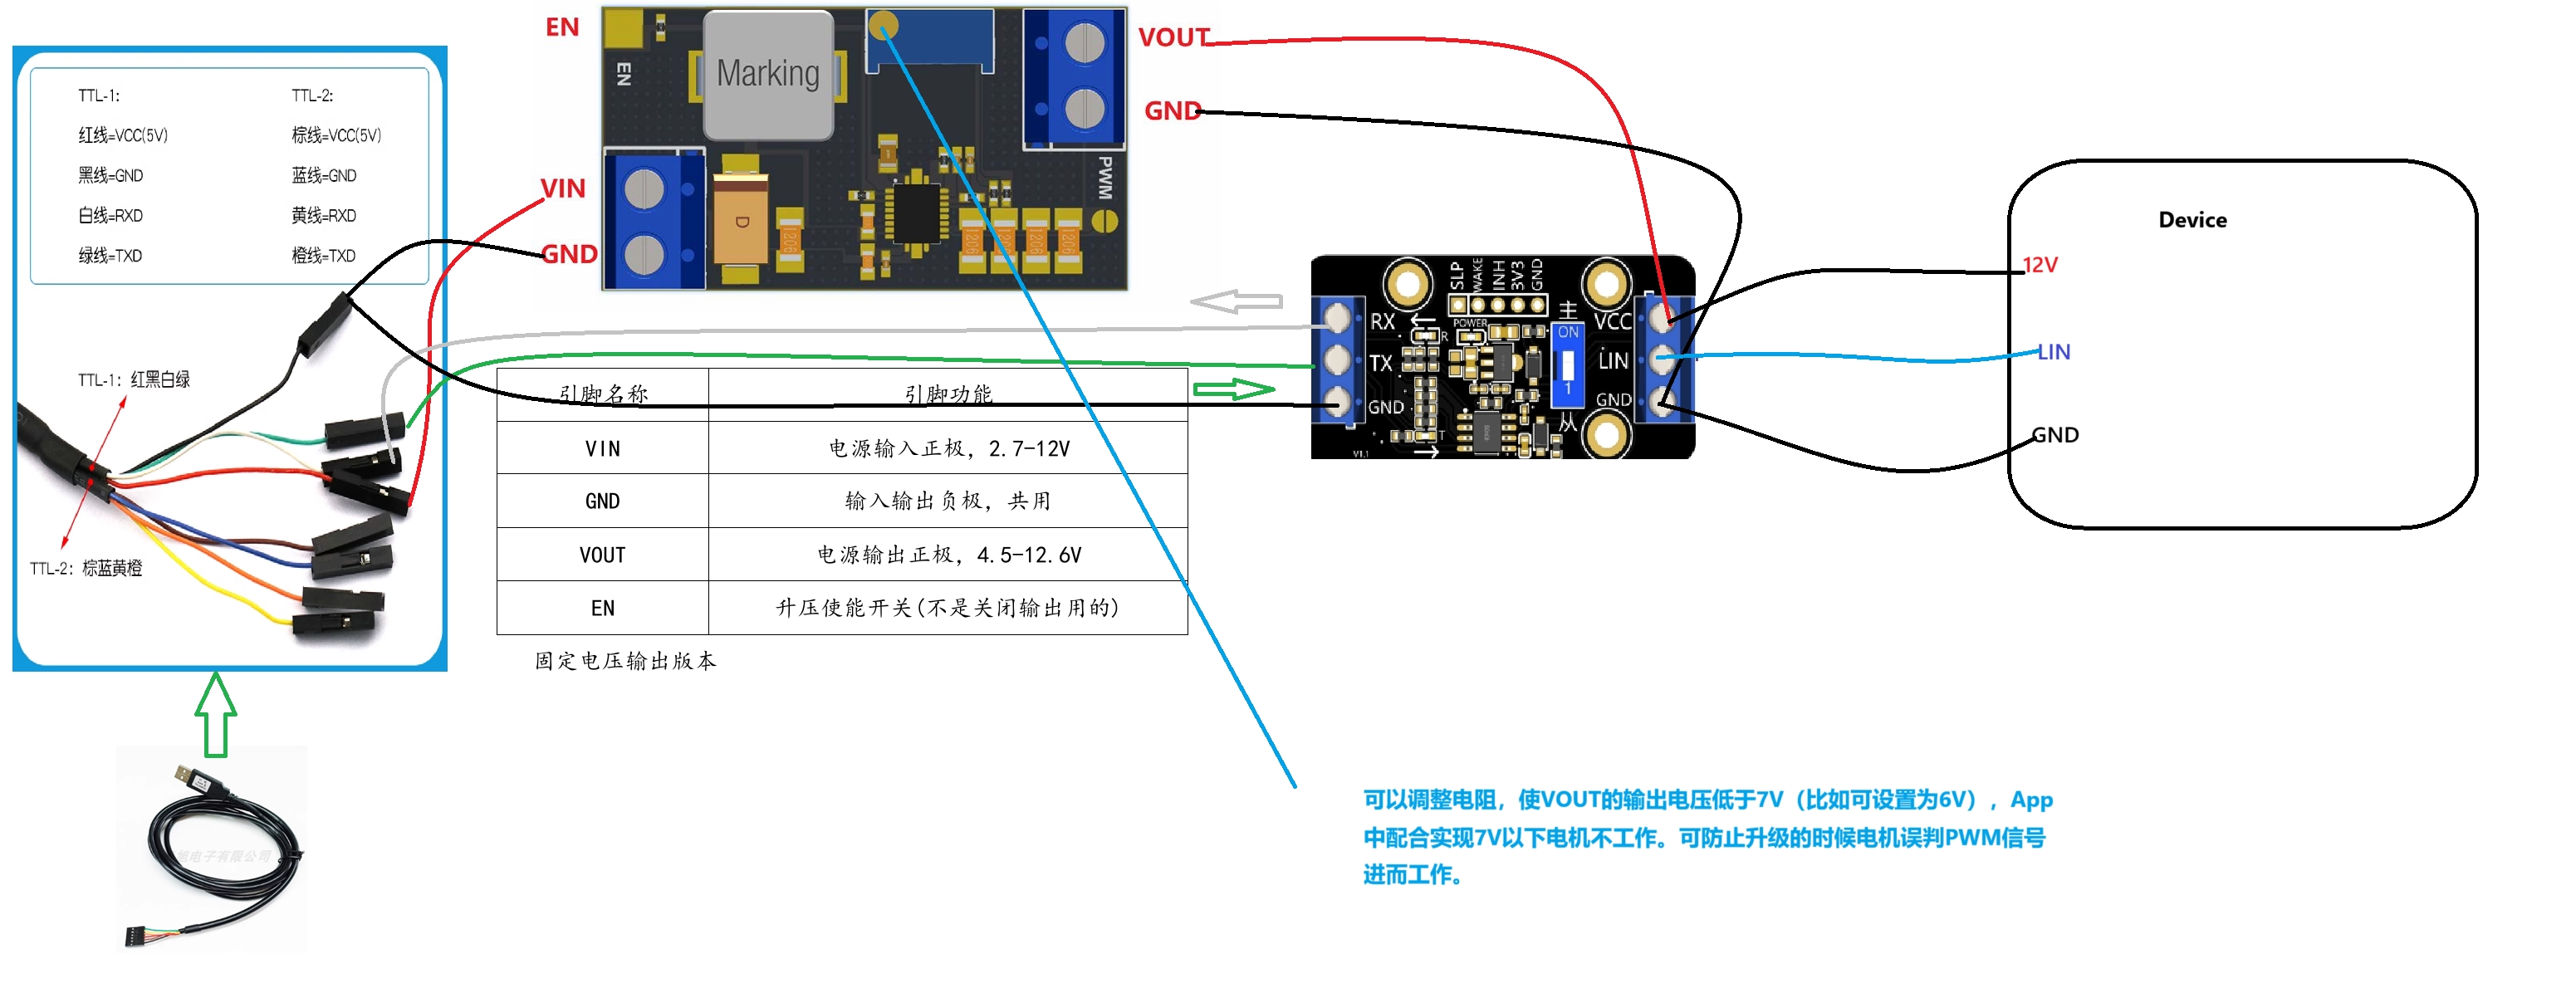 TTL-1:
TTL-2:
红线=VCC(5V)
棕线=VCC(5V)
黑线=GND
蓝线=GND
白线=RXD
黄线=RXD
绿线=TXD
橙线=TXD
TTL-1：红黑白绿
TTL-2：棕蓝黄橙
EN
EN
Marking
VIN
GND
D
1206
1206
1206
1206
1206
PWM
VOUT
GND
引脚名称 引脚功能
VIN 电源输入正极，2.7-12V
GND 输入输出负极，共用
VOUT 电源输出正极，4.5-12.6V
EN 升压使能开关(不是关闭输出用的)
固定电压输出版本
SLP
WAKE
INH
3V3
GND
RX
TX
GND
POWER
R
T
V1.1
主
ON
1
从
VCC
LIN
GND
Device
12V
LIN
GND
可以调整电阻，使VOUT的输出电压低于7V（比如可设置为6V），App
中配合实现7V以下电机不工作。可防止升级的时候电机误判PWM信号
进而工作。